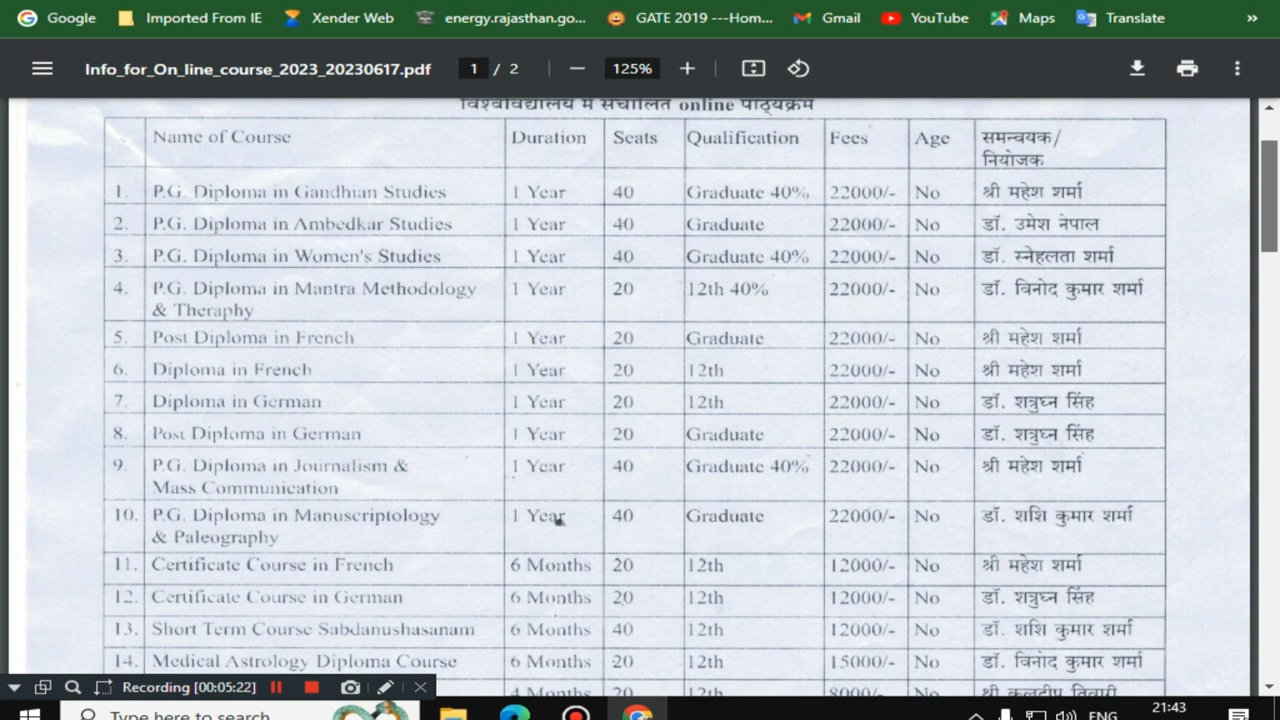 Google Imported From IE Xender Web energy.rajasthan.go... GATE 2019 ---Hom... Gmail YouTube Maps Translate »
Info_for_On_line_course_2023_20230617.pdf 1 / 2 — 125% +
विश्वविद्यालय में संचालित online पाठ्यक्रम
Name of Course Duration Seats Qualification Fees Age समन्वयक/
नियोजक
1. P.G. Diploma in Gandhian Studies 1 Year 40 Graduate 40% 22000/- No श्री महेश शर्मा
2. P.G. Diploma in Ambedkar Studies 1 Year 40 Graduate 22000/- No डॉ. उमेश नेपाल
3. P.G. Diploma in Women's Studies 1 Year 40 Graduate 40% 22000/- No डॉ. स्नेहलता शर्मा
4. P.G. Diploma in Mantra Methodology 1 Year 20 12th 40% 22000/- No डॉ. विनोद कुमार शर्मा
& Theraphy
5. Post Diploma in French 1 Year 20 Graduate 22000/- No श्री महेश शर्मा
6. Diploma in French 1 Year 20 12th 22000/- No श्री महेश शर्मा
7. Diploma in German 1 Year 20 12th 22000/- No डॉ. शत्रुघ्न सिंह
8. Post Diploma in German 1 Year 20 Graduate 22000/- No डॉ. शत्रुघ्न सिंह
9. P.G. Diploma in Journalism & 1 Year 40 Graduate 40% 22000/- No श्री महेश शर्मा
Mass Communication
10. P.G. Diploma in Manuscriptology 1 Year 40 Graduate 22000/- No डॉ. शशि कुमार शर्मा
& Paleography
11. Certificate Course in French 6 Months 20 12th 12000/- No श्री महेश शर्मा
12. Certificate Course in German 6 Months 20 12th 12000/- No डॉ. शत्रुघ्न सिंह
13. Short Term Course Sabdanushasanam 6 Months 40 12th 12000/- No डॉ. शशि कुमार शर्मा
14. Medical Astrology Diploma Course 6 Months 20 12th 15000/- No डॉ. विनोद कुमार शर्मा
4 Months 20 12th 8000/- No श्री कुलदीप तिवारी
Recording [00:05:22]
Type here to search 21:43